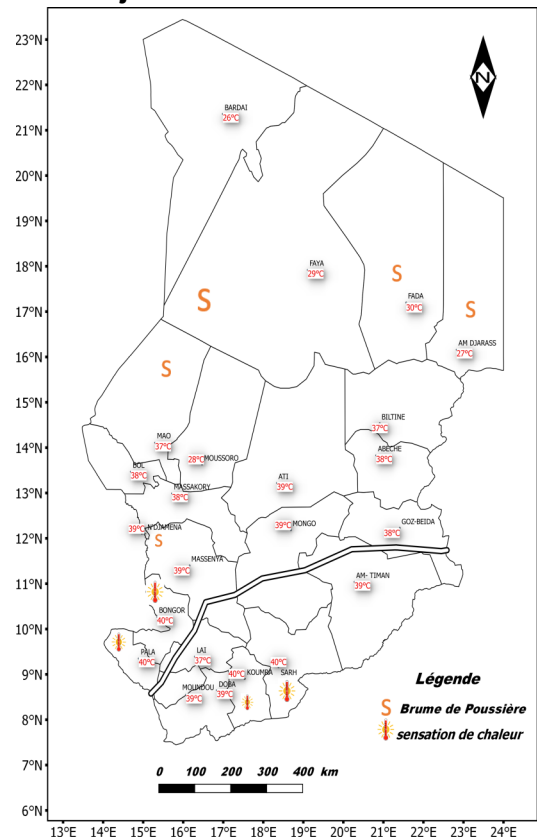 23°N
22°N
21°N
20°N
19°N
18°N
17°N
16°N
15°N
14°N
13°N
12°N
11°N
10°N
9°N
8°N
7°N
6°N
N
BARDAI
26°C
FAYA
29°C
S
S
FADA
30°C
S
AM DJARASS
27°C
S
BILTINE
37°C
MAO
37°C
28°C MOUSSORO
ABECHE
38°C
BOL
38°C
MASSAKORY
38°C
ATI
39°C
39°C N'DJAMENA
S
39°C MONGO
GOZ-BEIDA
38°C
MASSENYA
39°C
AM- TIMAN
39°C
BONGOR
40°C
PALA
40°C
LAI
37°C
40°C
40°C KOUMRA
SARH
MOUNDOU
39°C
DOBA
39°C
Légende
S Brume de Poussière
sensation de chaleur
0 100 200 300 400 km
13°E 14°E 15°E 16°E 17°E 18°E 19°E 20°E 21°E 22°E 23°E